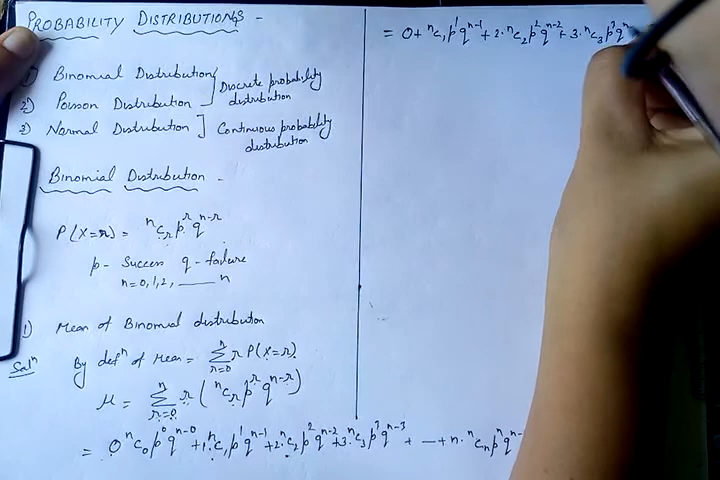 PROBABILITY DISTRIBUTIONS -
1) Binomial Distribution
2) Poisson Distribution
Discrete probability
distribution
3) Normal Distribution ] Continuous probability
distribution
Binomial Distribution -
P(X=r) = ⁿCᵣ pʳ qⁿ⁻ʳ
p - Success q - failure
n = 0, 1, 2, ___ n
1) Mean of Binomial distribution
Solⁿ By defⁿ of Mean = Σ_{r=0}^{n} r P(X=r).
μ = Σ_{r=0}^{n} r (ⁿCᵣ pʳ qⁿ⁻ʳ)
= 0 ⁿC₀ p⁰ qⁿ⁻⁰ + 1. ⁿC₁ p¹ qⁿ⁻¹ + 2. ⁿC₂ p² qⁿ⁻² + 3. ⁿC₃ p³ qⁿ⁻³ + — + n. ⁿCₙ pⁿ qⁿ⁻
= 0 + ⁿC₁ p¹ qⁿ⁻¹ + 2. ⁿC₂ p² qⁿ⁻² + 3. ⁿC₃ p³ qⁿ